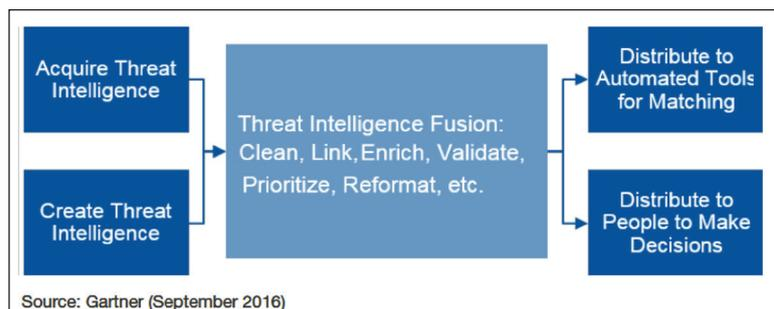 Acquire Threat
Intelligence
Create Threat
Intelligence
Threat Intelligence Fusion:
Clean, Link,Enrich, Validate,
Prioritize, Reformat, etc.
Distribute to
Automated Tools
for Matching
Distribute to
People to Make
Decisions
Source: Gartner (September 2016)